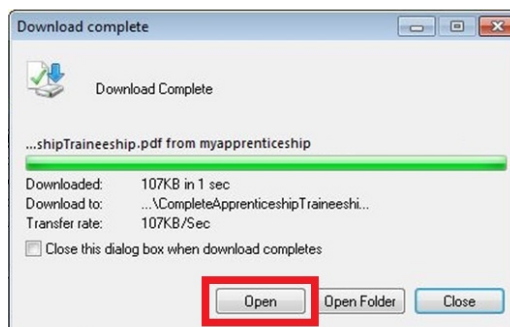 Download complete
Download Complete
...shipTraineeship.pdf from myapprenticeship
Downloaded: 107KB in 1 sec
Download to: ...\CompleteApprenticeshipTraineeshi...
Transfer rate: 107KB/Sec
Close this dialog box when download completes
Open Open Folder Close